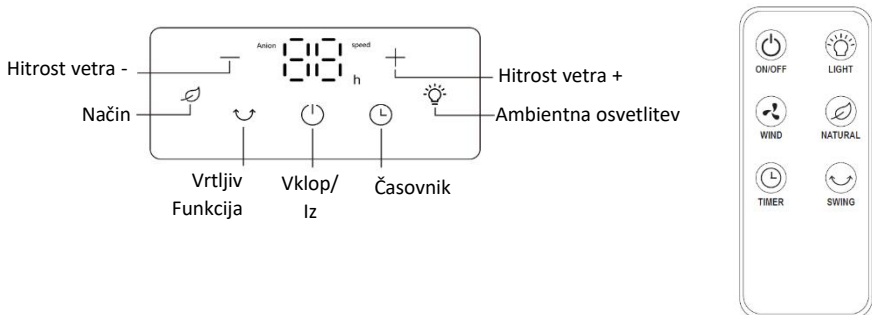 Hitrost vetra -
Anion
88
speed
h
Hitrost vetra +
Način
Ambientna osvetlitev
Vrtljiv
Funkcija
Vklop/
Iz
Časovnik
ON/OFF
LIGHT
WIND
NATURAL
TIMER
SWING